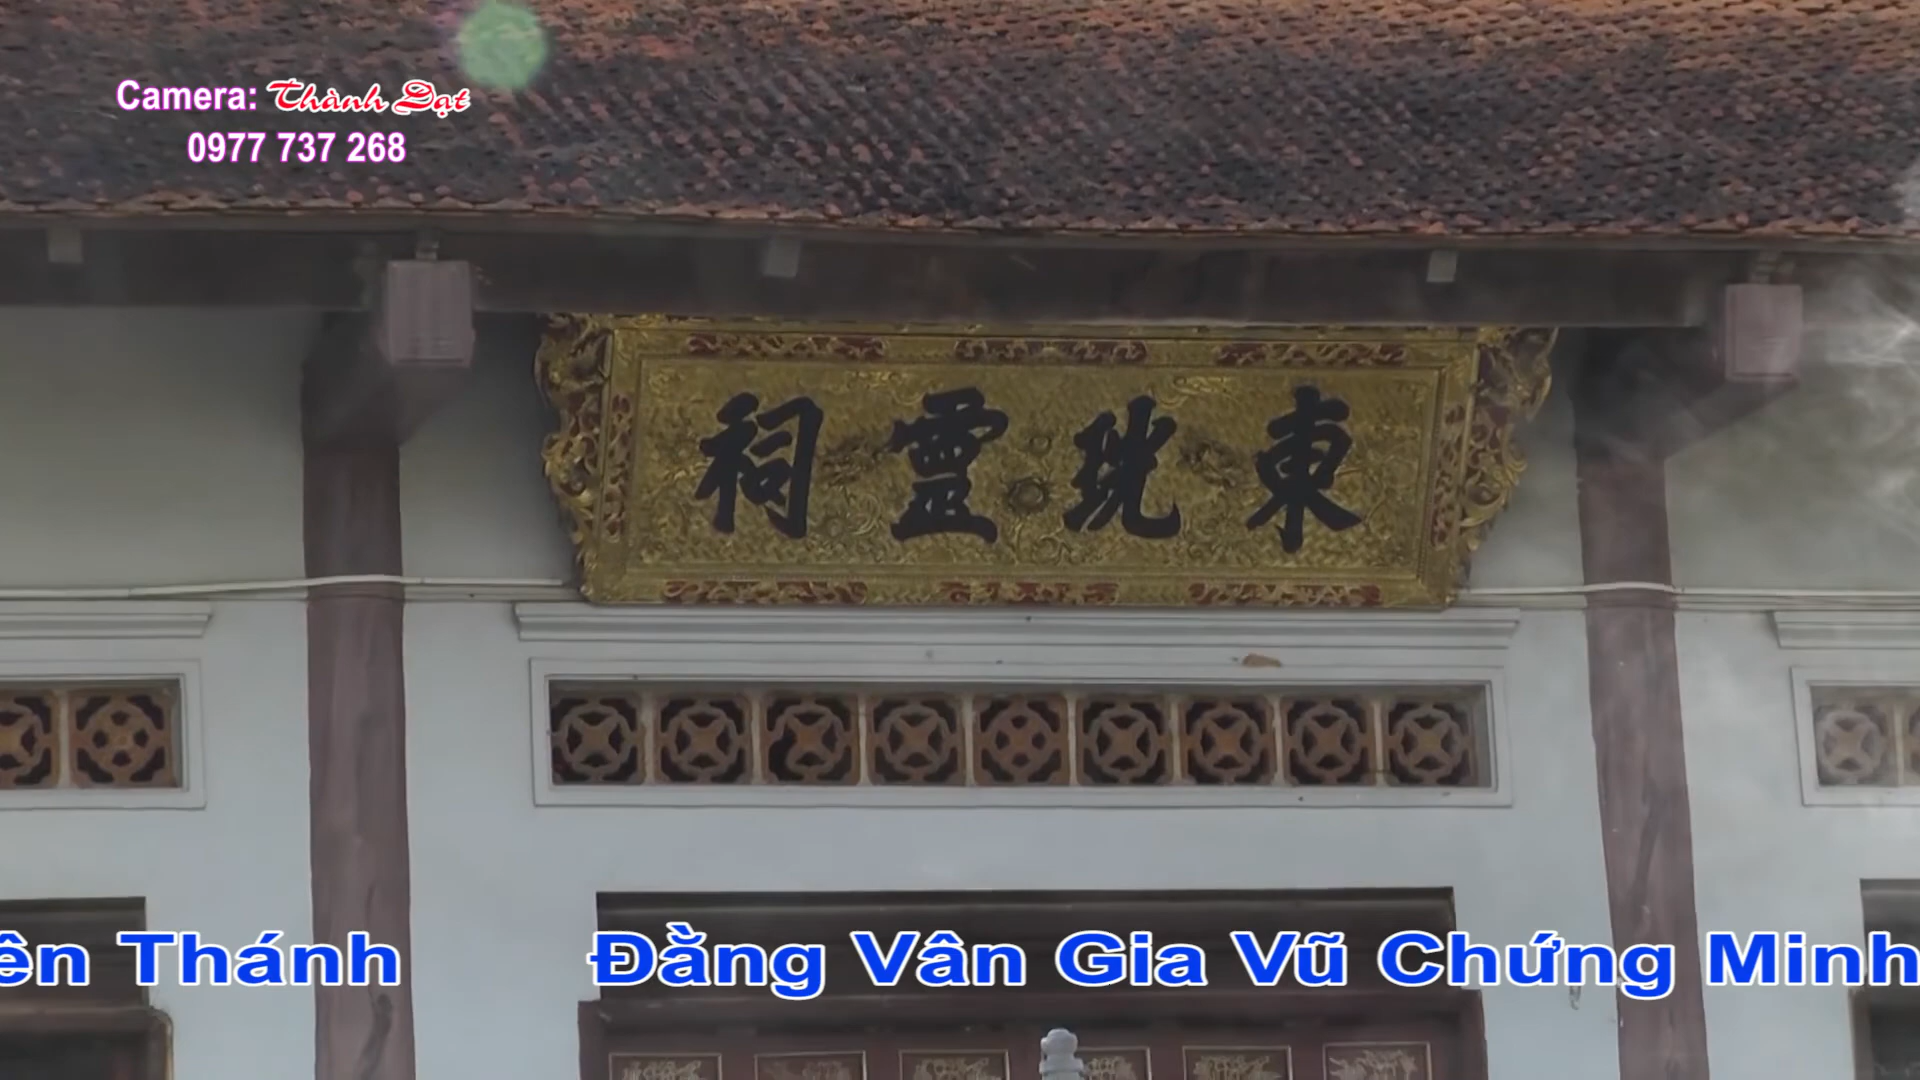 Camera: Thành Đạt
0977 737 268
祠靈珖東
ên Thánh Đằng Vân Gia Vũ Chứng Minh